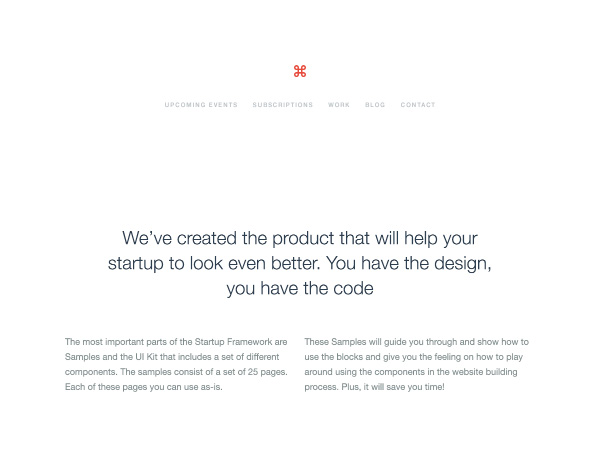 ⌘
UPCOMING EVENTS SUBSCRIPTIONS WORK BLOG CONTACT
We’ve created the product that will help your
startup to look even better. You have the design,
you have the code
The most important parts of the Startup Framework are
Samples and the UI Kit that includes a set of different
components. The samples consist of a set of 25 pages.
Each of these pages you can use as-is.
These Samples will guide you through and show how to
use the blocks and give you the feeling on how to play
around using the components in the website building
process. Plus, it will save you time!